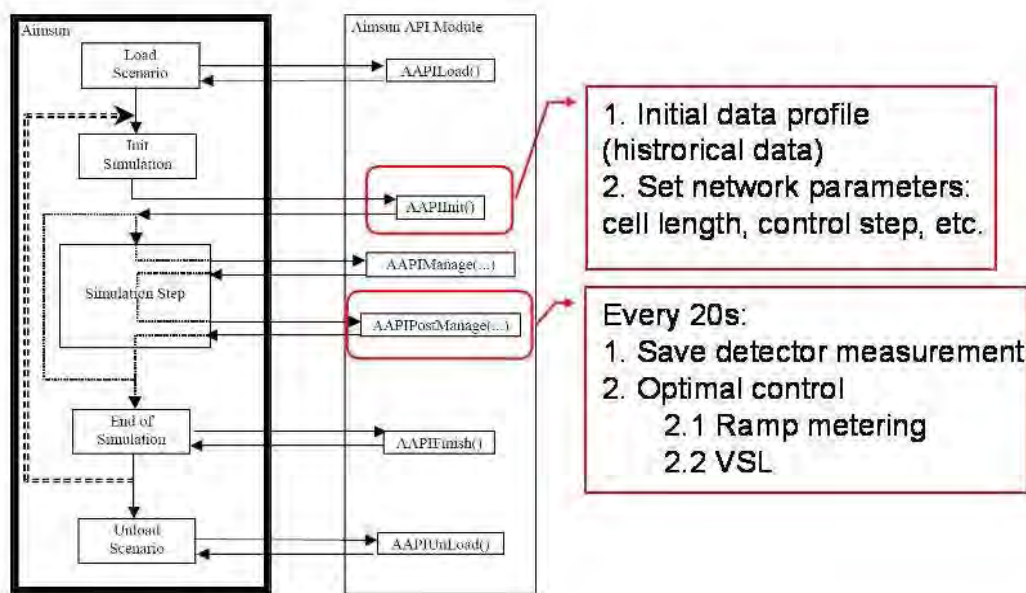 Aimsun
Load
Scenario
Init
Simulation
Simulation Step
End of
Simulation
Unload
Scenario
Aimsun API Module
AAPILoad()
AAPIInit()
AAPIManage(...)
AAPIPostManage(...)
AAPIFinish()
AAPIUnLoad()
1. Initial data profile
(histrorical data)
2. Set network parameters:
cell length, control step, etc.
Every 20s:
1. Save detector measurement
2. Optimal control
2.1 Ramp metering
2.2 VSL